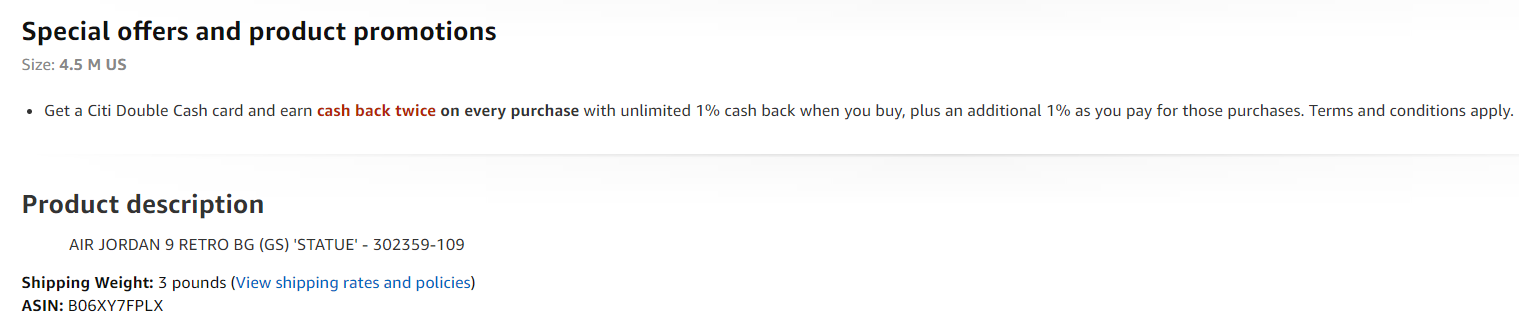 Special offers and product promotions
Size: 4.5 M US
• Get a Citi Double Cash card and earn cash back twice on every purchase with unlimited 1% cash back when you buy, plus an additional 1% as you pay for those purchases. Terms and conditions apply.
Product description
AIR JORDAN 9 RETRO BG (GS) 'STATUE' - 302359-109
Shipping Weight: 3 pounds (View shipping rates and policies)
ASIN: B06XY7FPLX